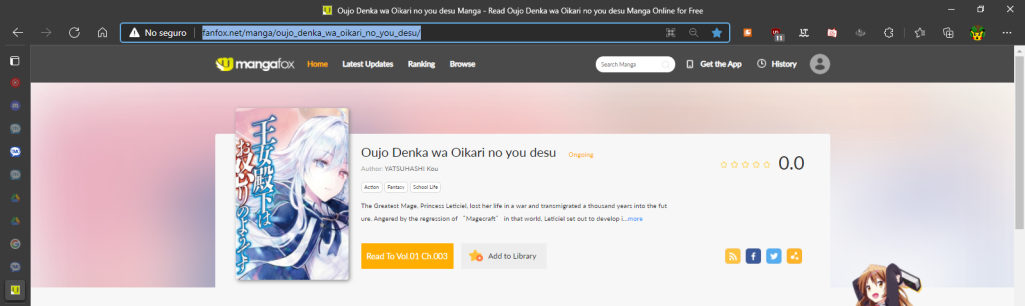 Oujo Denka wa Oikari no you desu Manga - Read Oujo Denka wa Oikari no you desu Manga Online for Free
No seguro
fanfox.net/manga/oujo_denka_wa_oikari_no_you_desu/
11
mangafox Home Latest Updates Ranking Browse Search Manga Get the App History
王女殿下は
お怒りのようです
Oujo Denka wa Oikari no you desu Ongoing
0.0
Author: YATSUHASHI Kou
Action Fantasy School Life
The Greatest Mage, Princess Leticiel, lost her life in a war and transmigrated a thousand years into the fut
ure. Angered by the regression of “Magecraft” in that world, Leticiel set out to develop i...more
Read To Vol.01 Ch.003
Add to Library